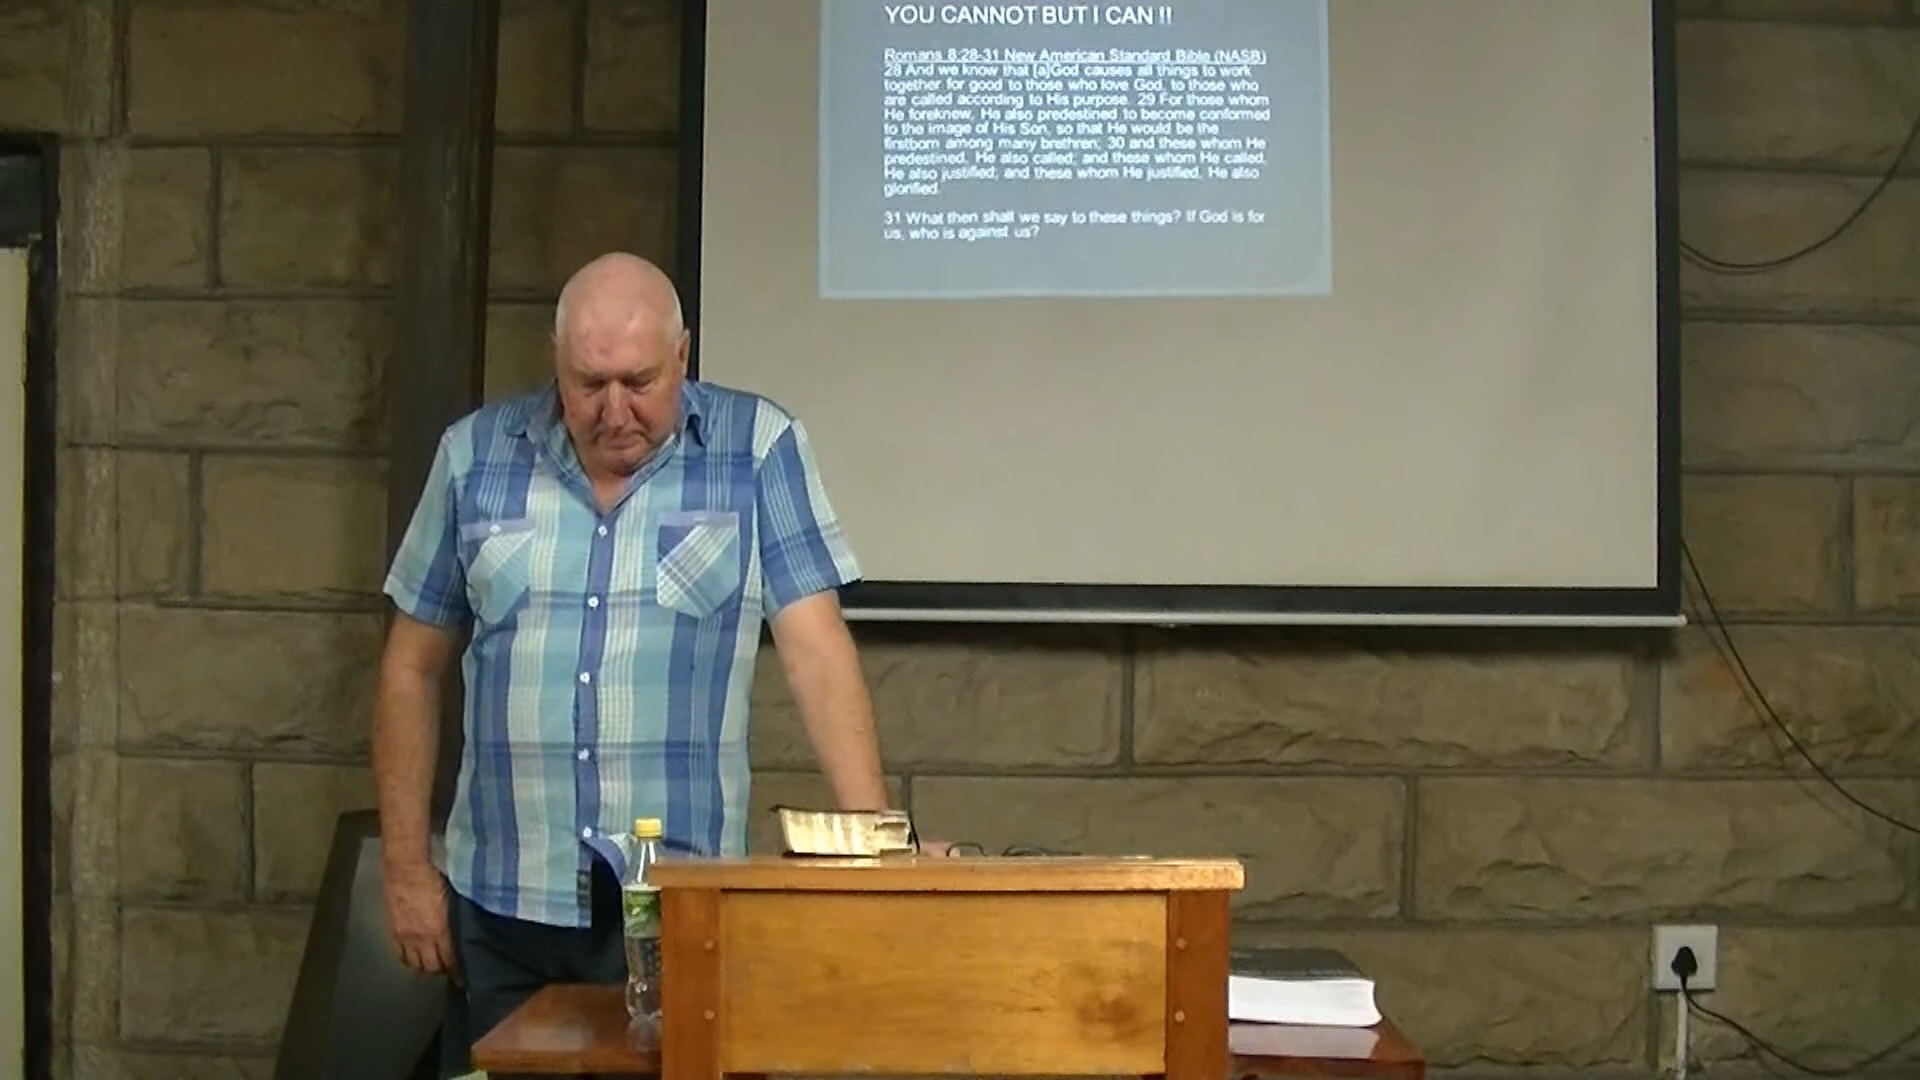 YOU CANNOT BUT I CAN !!
Romans 8:28-31 New American Standard Bible (NASB)
28 And we know that [a]God causes all things to work
together for good to those who love God, to those who
are called according to His purpose. 29 For those whom
He foreknew, He also predestined to become conformed
to the image of His Son, so that He would be the
firstborn among many brethren; 30 and these whom He
predestined, He also called; and these whom He called,
He also justified; and these whom He justified, He also
glorified.
31 What then shall we say to these things? If God is for
us, who is against us?